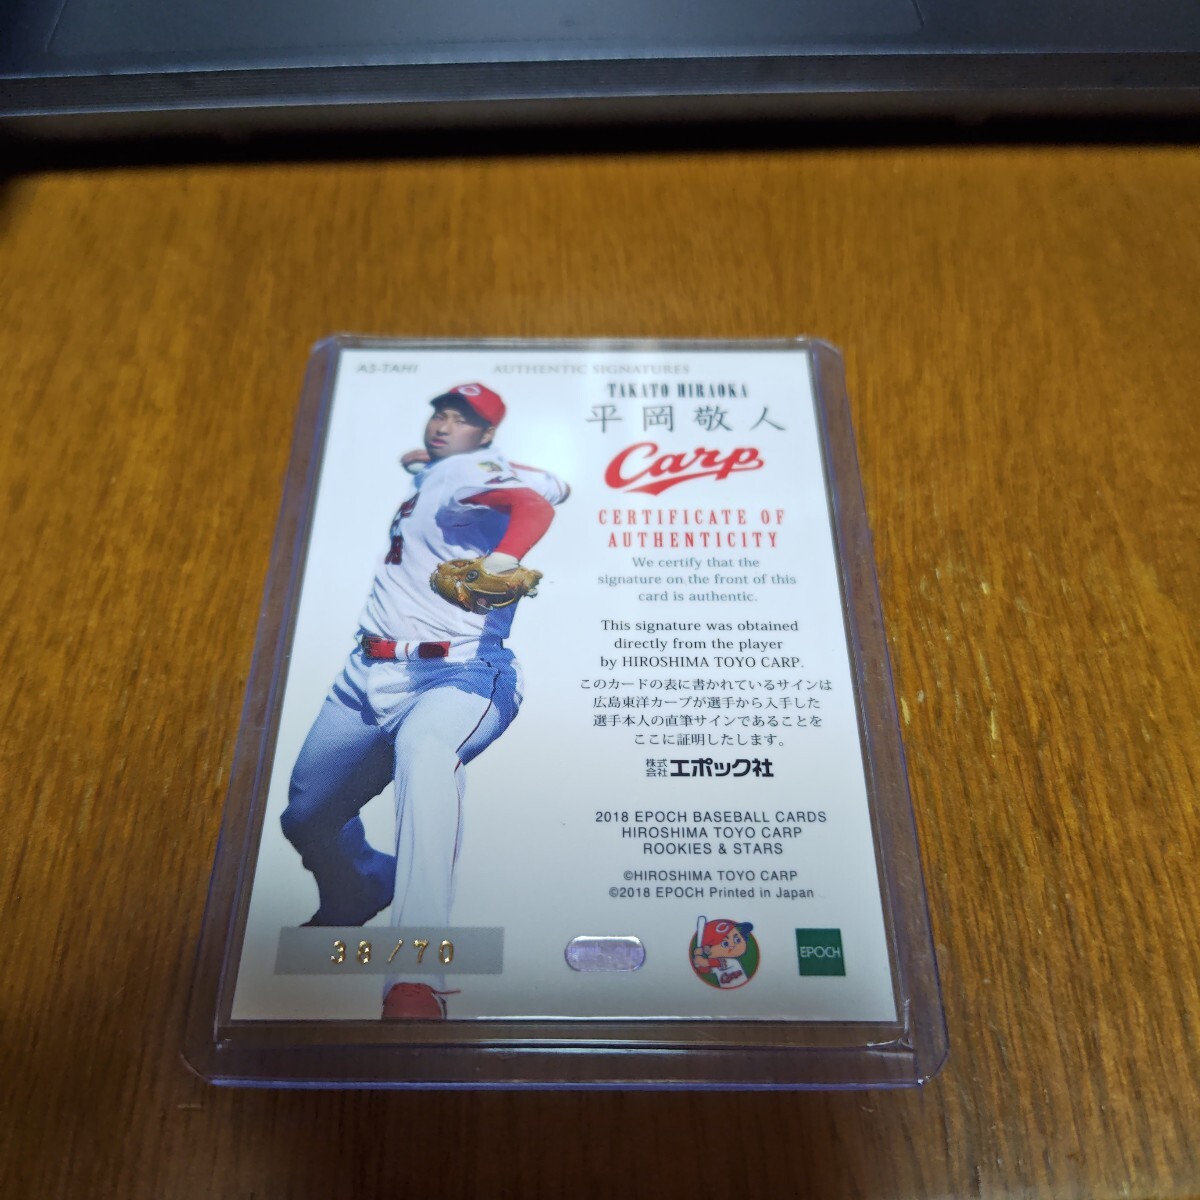 AS-TAHI
AUTHENTIC SIGNATURES
TAKATO HIRAOKA
平岡敬人
Carp
CERTIFICATE OF
AUTHENTICITY
We certify that the
signature on the front of this
card is authentic.
This signature was obtained
directly from the player
by HIROSHIMA TOYO CARP.
このカードの表に書かれているサインは
広島東洋カープが選手から入手した
選手本人の直筆サインであることを
ここに証明したします。
株式会社エポック社
2018 EPOCH BASEBALL CARDS
HIROSHIMA TOYO CARP
ROOKIES & STARS
©HIROSHIMA TOYO CARP
©2018 EPOCH Printed in Japan
38/70
Carp
EPOCH